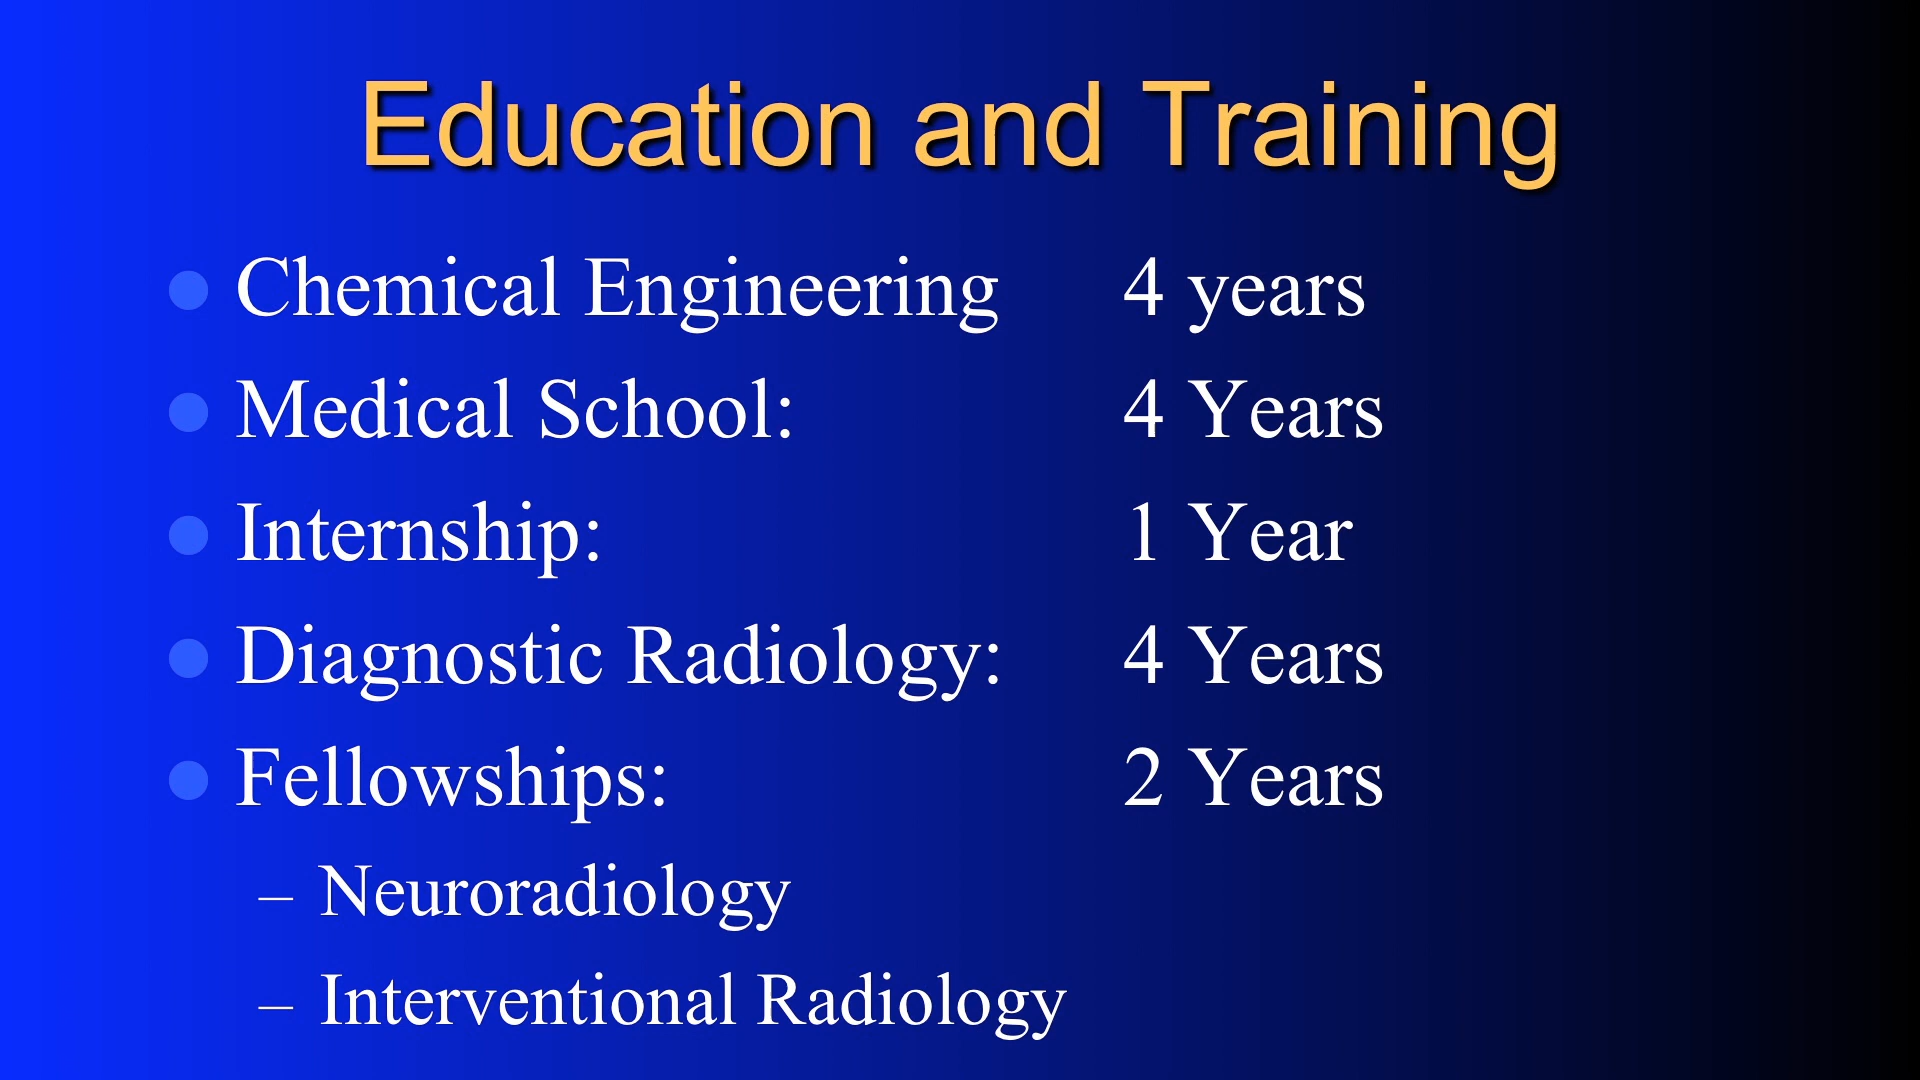 Education and Training
Chemical Engineering 4 years
Medical School: 4 Years
Internship: 1 Year
Diagnostic Radiology: 4 Years
Fellowships: 2 Years
– Neuroradiology
– Interventional Radiology